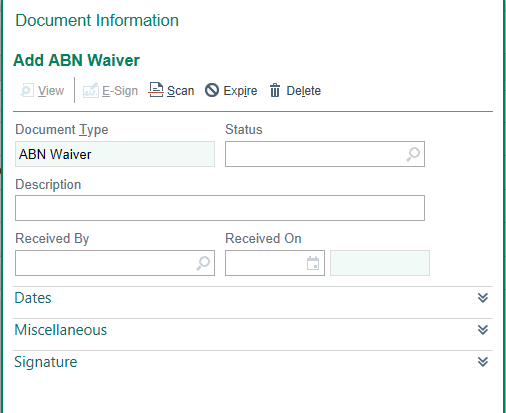 Document Information
Add ABN Waiver
View E-Sign Scan Expire Delete
Document Type Status
ABN Waiver
Description
Received By Received On
Dates
Miscellaneous
Signature